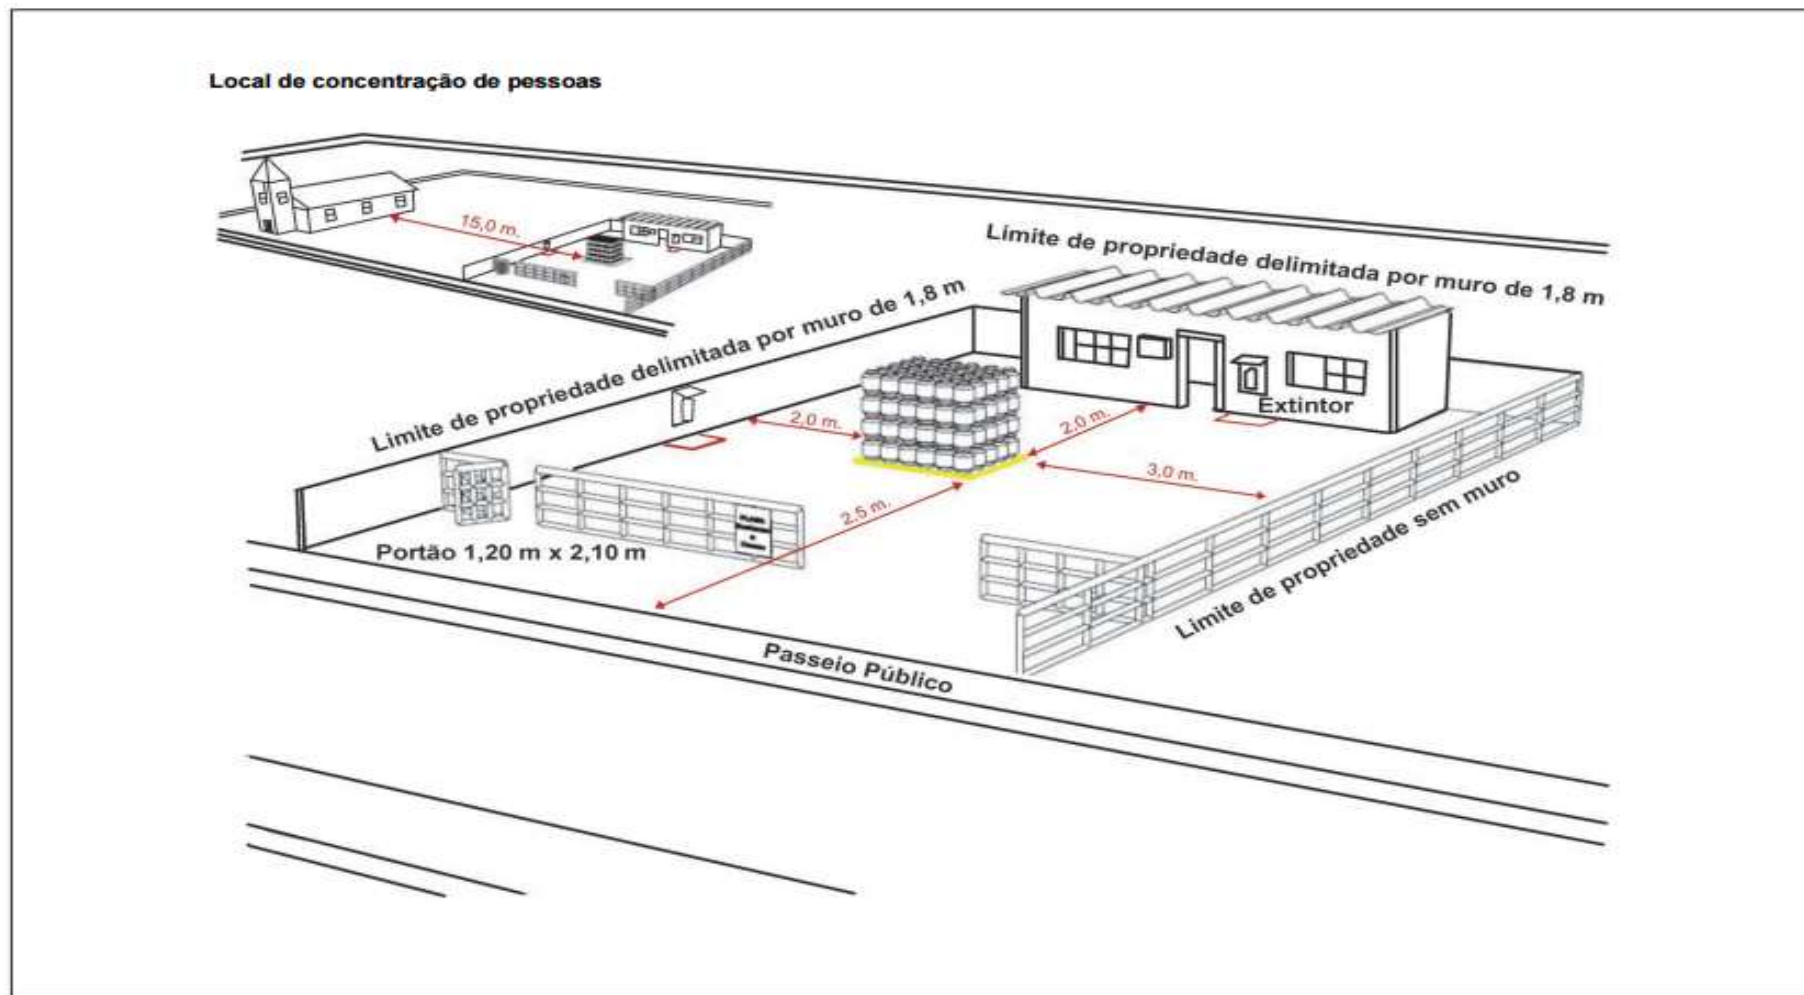 Local de concentração de pessoas
15,0 m.
Limite de propriedade delimitada por muro de 1,8 m
Limite de propriedade delimitada por muro de 1,8 m
Extintor
2,0 m.
2,0 m.
3,0 m.
2,5 m.
Portão 1,20 m x 2,10 m
Limite de propriedade sem muro
Passeio Público